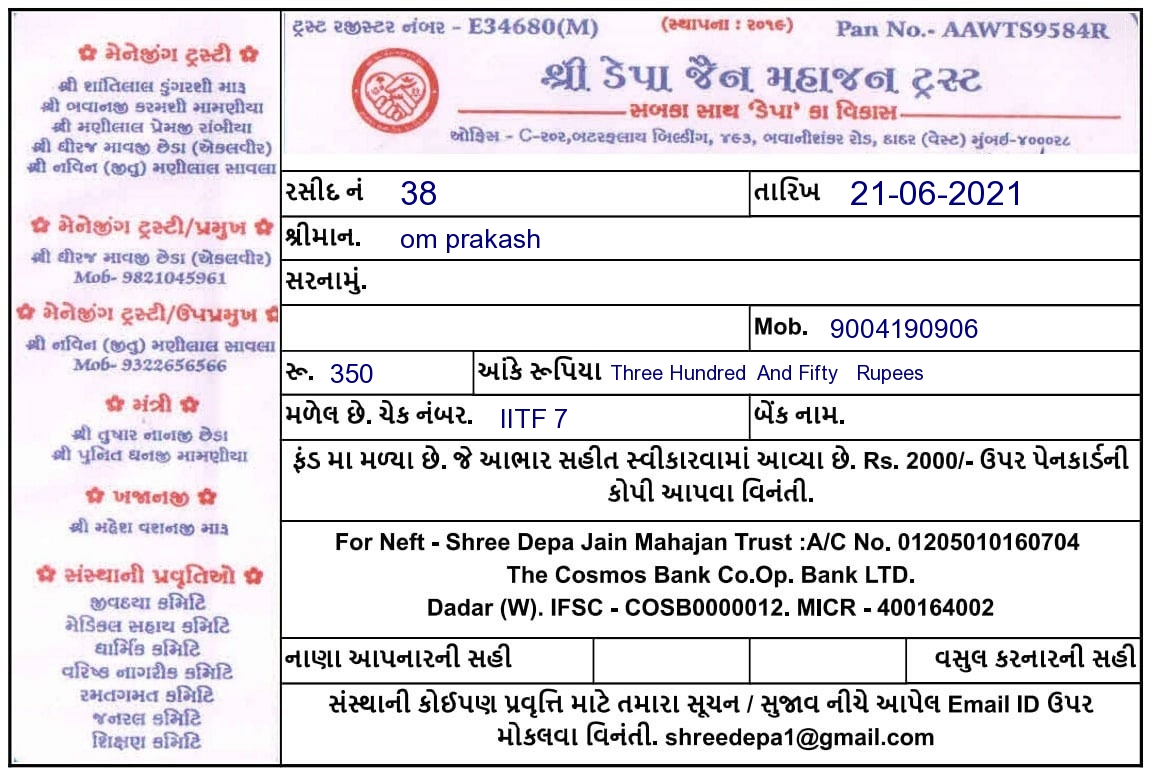 ✿ મેનેજીંગ ટ્રસ્ટી ✿
શ્રી શાંતિલાલ ડુંગરશી મારૂ
શ્રી બવાનજી કરમશી મામણીયા
શ્રી મણીલાલ પ્રેમજી રાંભીયા
શ્રી ધીરજ માવજી છેડા (એકલવીર)
શ્રી નવિન (જીતુ) મણીલાલ સાવલા
✿ મેનેજીંગ ટ્રસ્ટી/પ્રમુખ ✿
શ્રી ધીરજ માવજી છેડા (એકલવીર)
Mob- 9821045961
✿ મેનેજીંગ ટ્રસ્ટી/ઉપપ્રમુખ ✿
શ્રી નવિન (જીતુ) મણીલાલ સાવલા
Mob- 9322656566
✿ મંત્રી ✿
શ્રી તુષાર નાનજી છેડા
શ્રી પુનિત ધનજી મામણીયા
✿ ખજાનજી ✿
શ્રી મહેશ વશનજી મારૂ
✿ સંસ્થાની પ્રવૃતિઓ ✿
જીવદયા કમિટિ
મેડિકલ સહાય કમિટિ
ધાર્મિક કમિટિ
વરિષ્ઠ નાગરીક કમિટિ
રમતગમત કમિટિ
જનરલ કમિટિ
શિક્ષણ કમિટિ
ટ્રસ્ટ રજીસ્ટર નંબર - E34680(M) (સ્થાપના : ૨૦૧૯) Pan No.- AAWTS9584R
શ્રી ડેપા જૈન મહાજન ટ્રસ્ટ
સબકા સાથ ‘ડેપા’ કા વિકાસ
ઓફિસ - C-૨૦૨,બટરફલાય બિલ્ડીંગ, ૪૬૩, ભવાનીશંકર રોડ, દાદર (વેસ્ટ) મુંબઇ-૪૦૦૦૨૮
રસીદ નં 38 તારિખ 21-06-2021
શ્રીમાન. om prakash
સરનામું.
Mob. 9004190906
રૂ. 350 આંકે રૂપિયા Three Hundred And Fifty Rupees
મળેલ છે. ચેક નંબર. IITF 7 બેંક નામ.
ફંડ મા મળ્યા છે. જે આભાર સહીત સ્વીકારવામાં આવ્યા છે. Rs. 2000/- ઉપર પેનકાર્ડની
કોપી આપવા વિનંતી.
For Neft - Shree Depa Jain Mahajan Trust :A/C No. 01205010160704
The Cosmos Bank Co.Op. Bank LTD.
Dadar (W). IFSC - COSB0000012. MICR - 400164002
નાણા આપનારની સહી વસુલ કરનારની સહી
સંસ્થાની કોઈપણ પ્રવૃત્તિ માટે તમારા સૂચન / સુજાવ નીચે આપેલ Email ID ઉપર
મોકલવા વિનંતી. shreedepa1@gmail.com